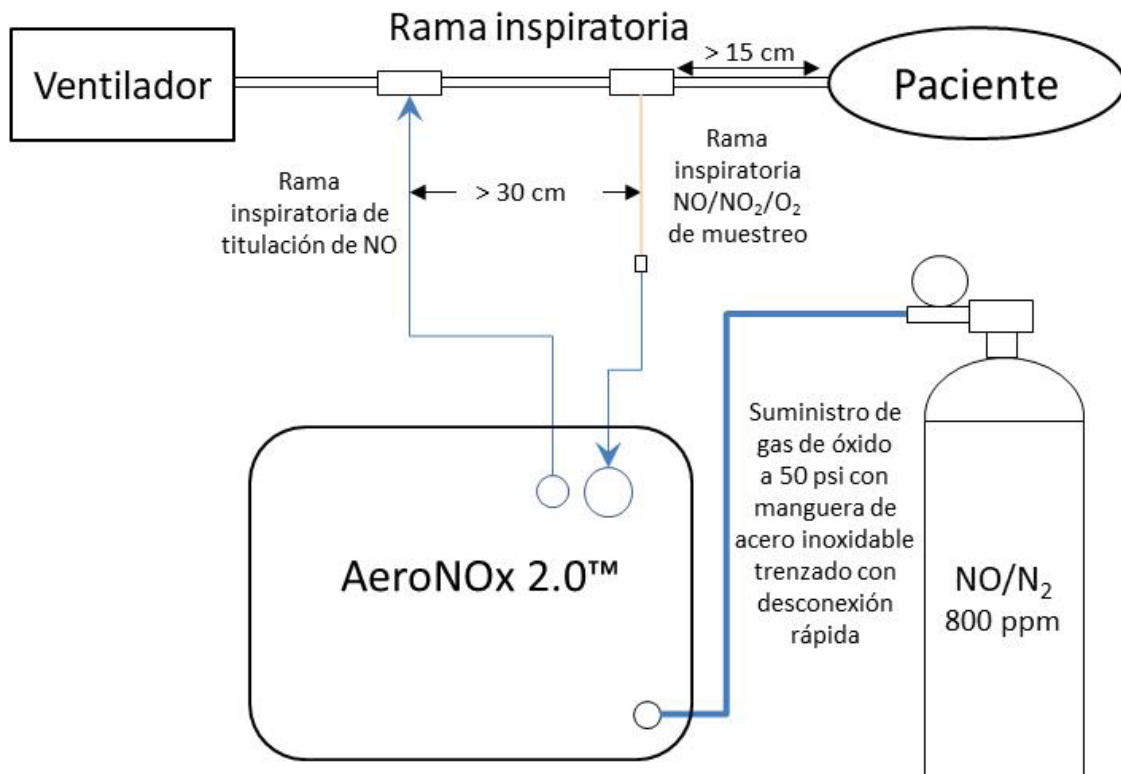 Rama inspiratoria
Ventilador
> 15 cm
Paciente
Rama
inspiratoria de
titulación de NO
> 30 cm
Rama
inspiratoria
NO/NO₂/O₂
de muestreo
Suministro de
gas de óxido
a 50 psi con
manguera de
acero inoxidable
trenzado con
desconexión
rápida
AeroNOx 2.0™
NO/N₂
800 ppm